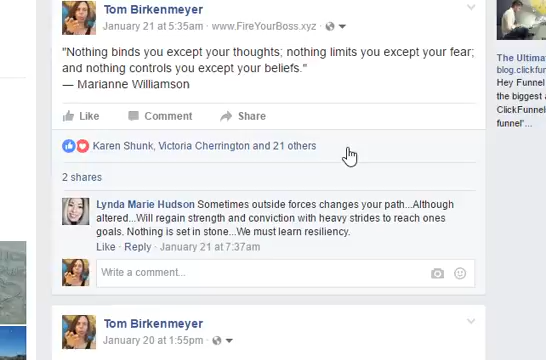 Tom Birkenmeyer
January 21 at 5:35am · www.FireYourBoss.xyz ·
"Nothing binds you except your thoughts; nothing limits you except your fear;
and nothing controls you except your beliefs."
— Marianne Williamson
Like Comment Share
Karen Shunk, Victoria Cherrington and 21 others
2 shares
Lynda Marie Hudson Sometimes outside forces changes your path...Although
altered...Will regain strength and conviction with heavy strides to reach ones
goals. Nothing is set in stone...We must learn resiliency.
Like · Reply · January 21 at 7:37am
Write a comment...
Tom Birkenmeyer
January 20 at 1:55pm ·
The Ultima
blog.clickfun
Hey Funnel
the biggest a
ClickFunnel
funnel'...